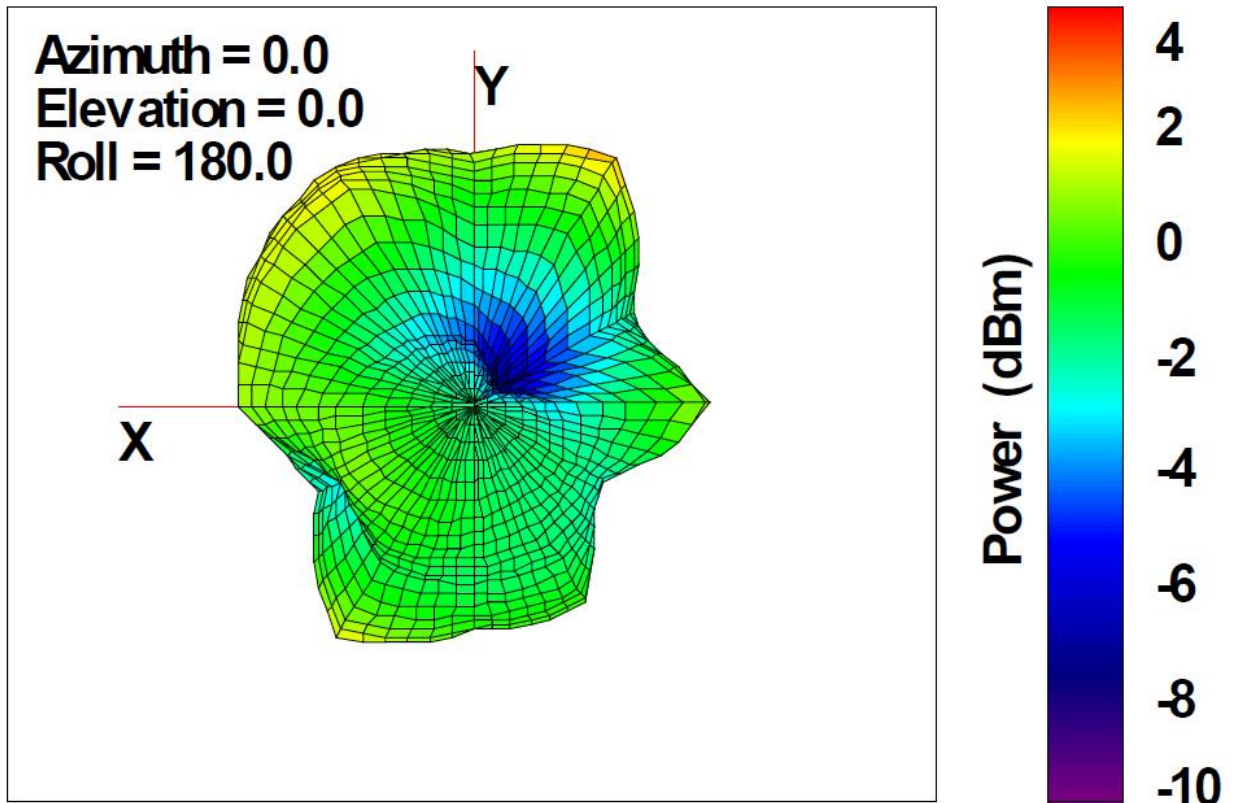 Azimuth = 0.0
Elevation = 0.0
Roll = 180.0
Y
X
Power (dBm)
4
2
0
-2
-4
-6
-8
-10